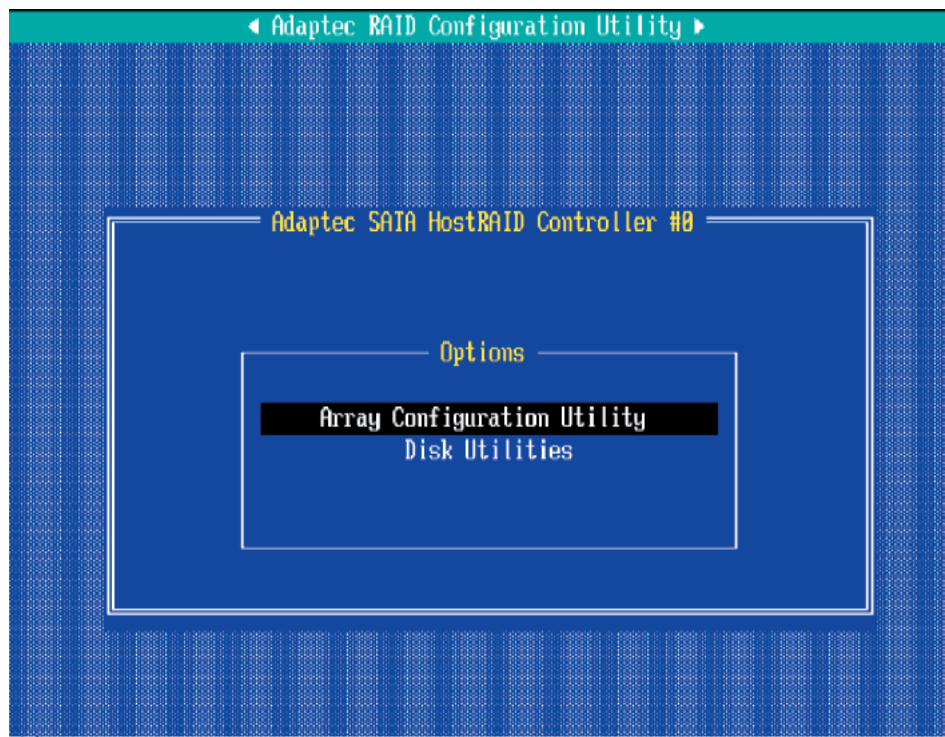 ◄ Adaptec RAID Configuration Utility ►
Adaptec SATA HostRAID Controller #0
Options
Array Configuration Utility
Disk Utilities